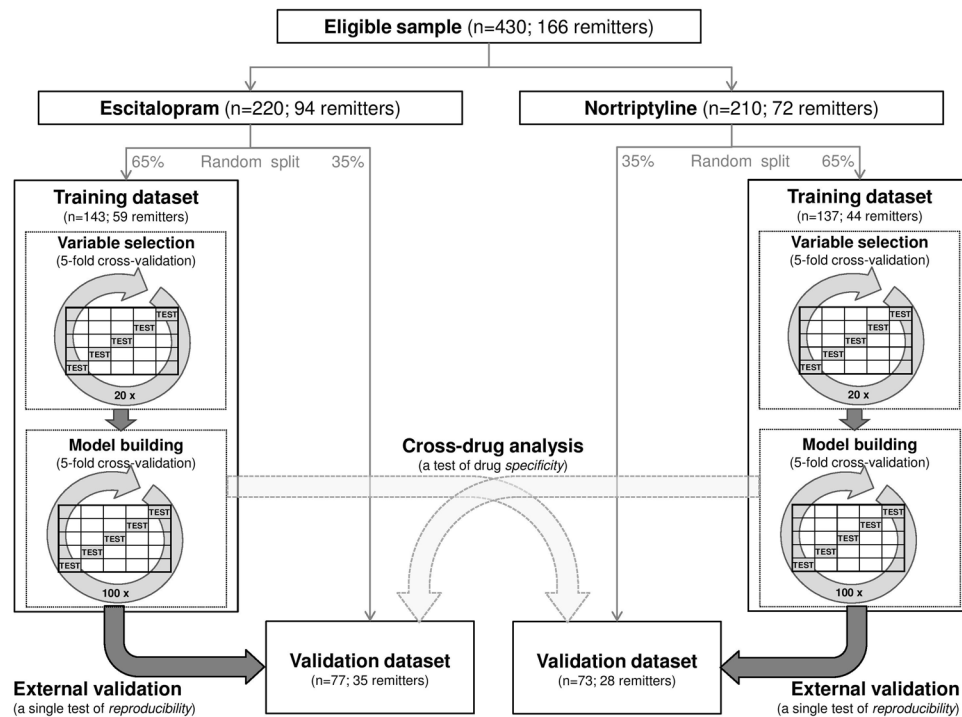 Eligible sample (n=430; 166 remitters)
Escitalopram (n=220; 94 remitters)
Nortriptyline (n=210; 72 remitters)
65% Random split 35%
35% Random split 65%
Training dataset
(n=143; 59 remitters)
Variable selection
(5-fold cross-validation)
TEST
TEST
TEST
TEST
TEST
20 x
Model building
(5-fold cross-validation)
TEST
TEST
TEST
TEST
TEST
100 x
Training dataset
(n=137; 44 remitters)
Variable selection
(5-fold cross-validation)
TEST
TEST
TEST
TEST
TEST
20 x
Model building
(5-fold cross-validation)
TEST
TEST
TEST
TEST
TEST
100 x
Cross-drug analysis
(a test of drug specificity)
Validation dataset
(n=77; 35 remitters)
Validation dataset
(n=73; 28 remitters)
External validation
(a single test of reproducibility)
External validation
(a single test of reproducibility)